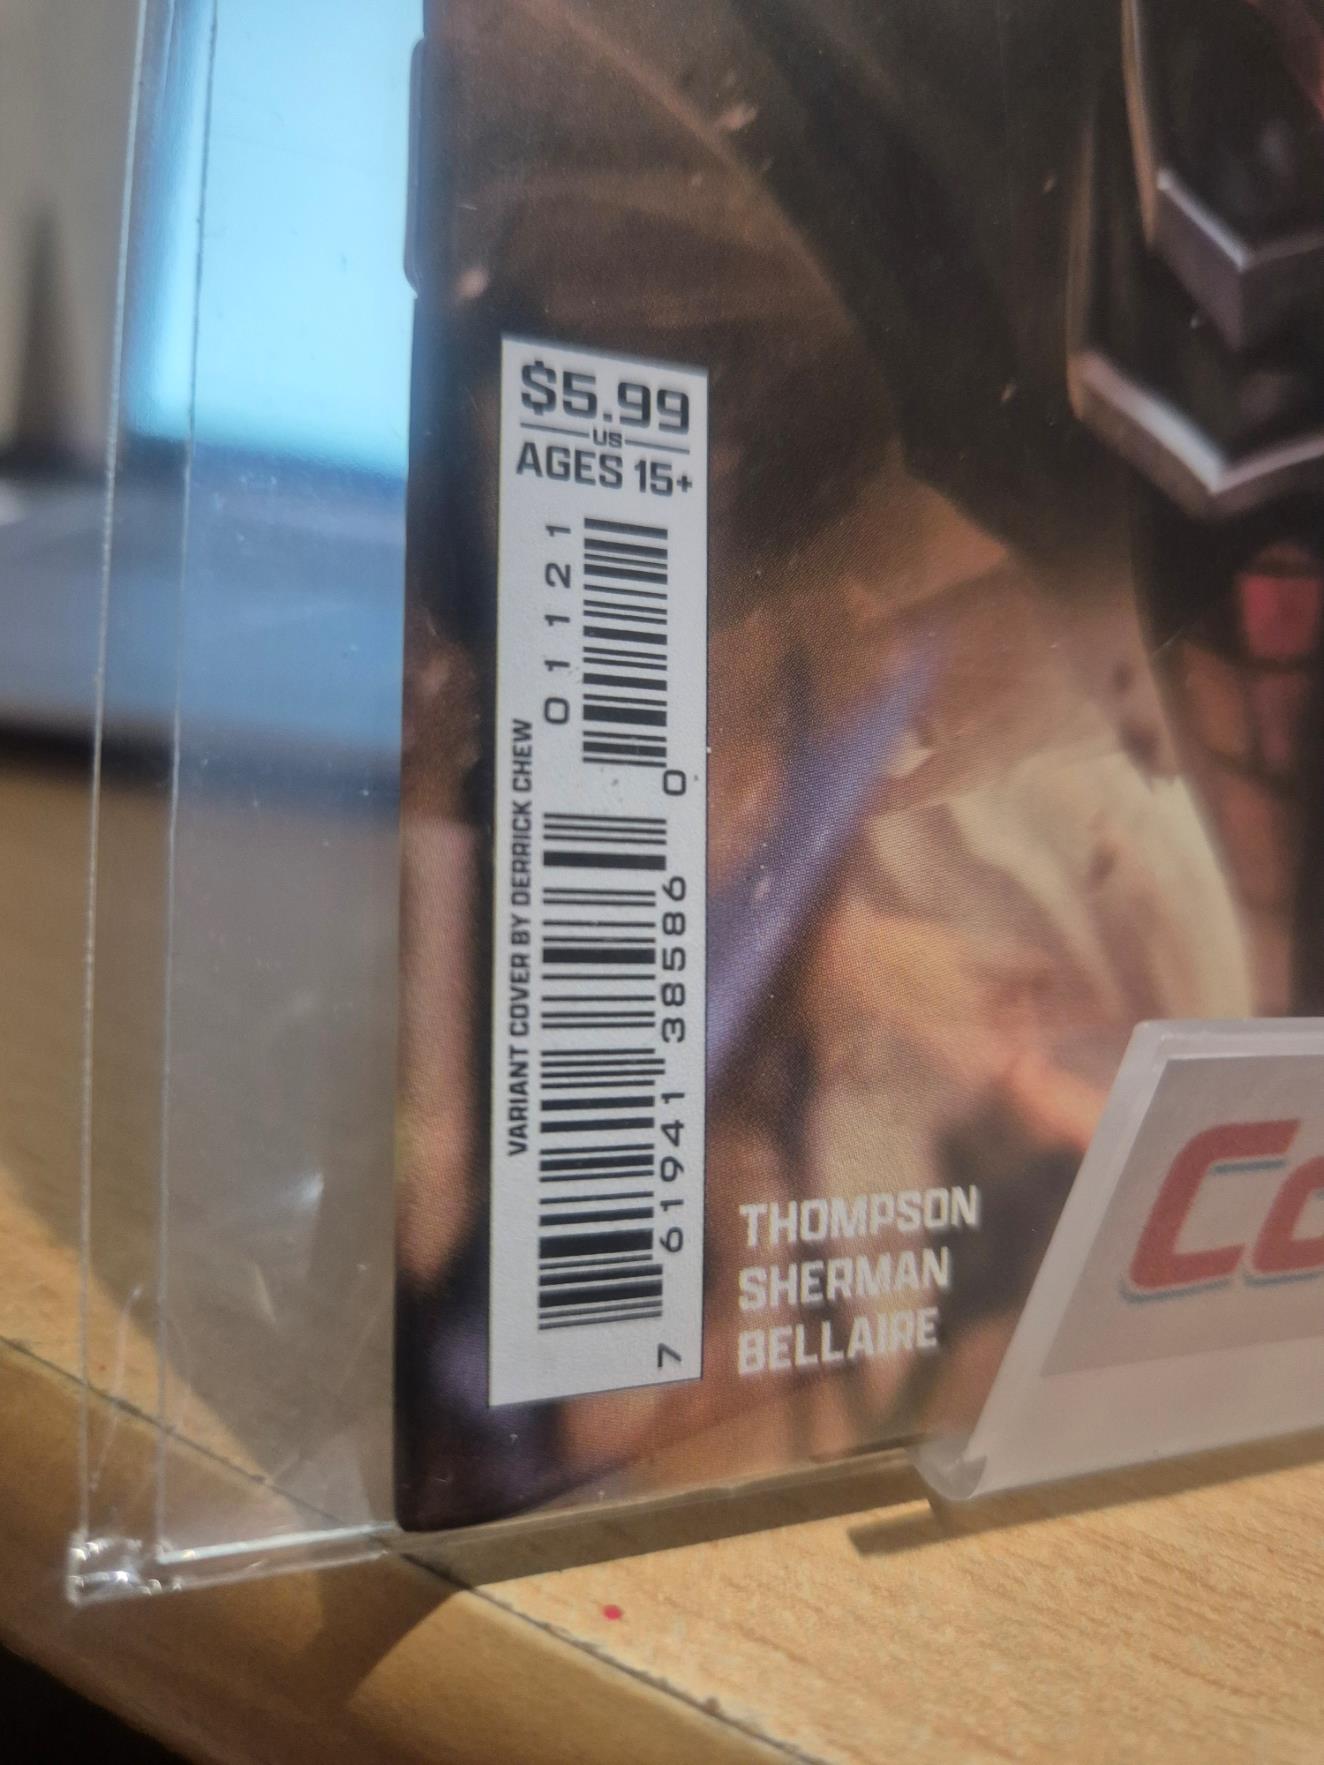 $5.99
US
AGES 15+
0 1 1 2 1
VARIANT COVER BY DERRICK CHEW
7 61941 38586 0
THOMPSON
SHERMAN
BELLAIRE